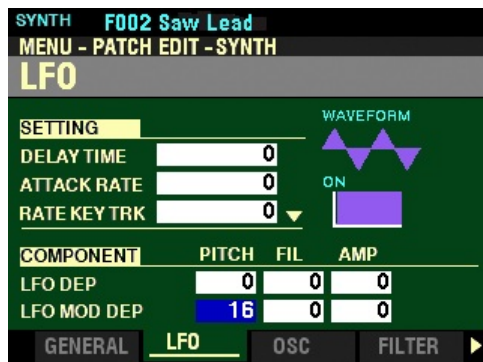 SYNTH F002 Saw Lead
MENU - PATCH EDIT - SYNTH
LFO
WAVEFORM
SETTING
DELAY TIME 0
ATTACK RATE 0
ON
RATE KEY TRK 0
COMPONENT PITCH FIL AMP
LFO DEP 0 0 0
LFO MOD DEP 16 0 0
GENERAL LFO OSC FILTER